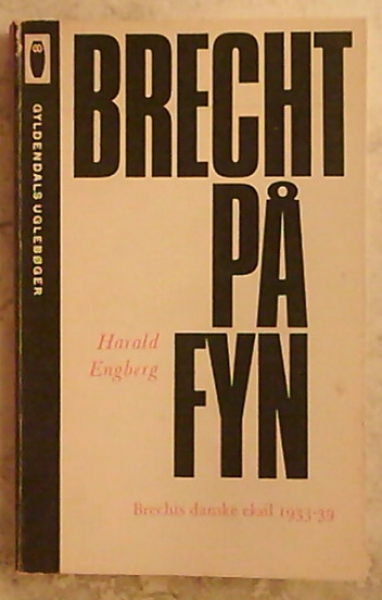 GYLDENDALS UGLEBØGER
BRECHT
PÅ
FYN
Harald
Engberg
Brechts danske eksil 1933-39